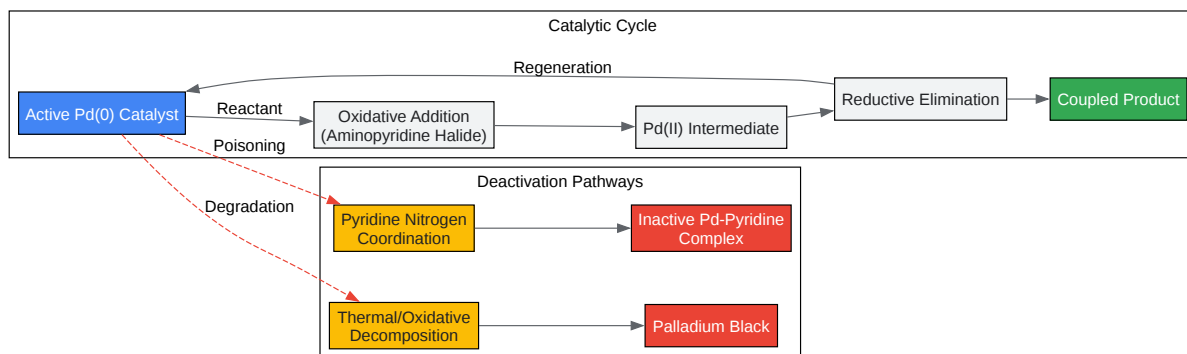 Catalytic Cycle
Regeneration
Active Pd(0) Catalyst
Reactant
Oxidative Addition
(Aminopyridine Halide)
Pd(II) Intermediate
Reductive Elimination
Coupled Product
Poisoning
Degradation
Deactivation Pathways
Pyridine Nitrogen
Coordination
Inactive Pd-Pyridine
Complex
Thermal/Oxidative
Decomposition
Palladium Black